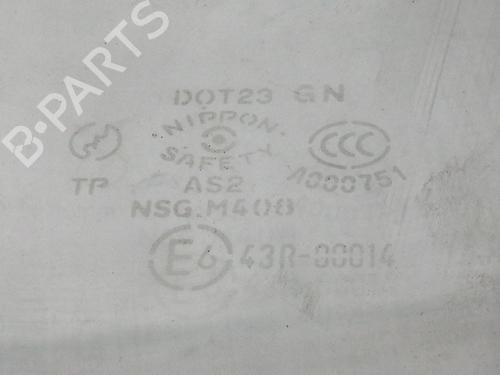 B-PARTS
DOT23 GN
NIPPON
SAFETY
CCC
A000751
TP
AS2
NSG.M408
E6 43R-00014